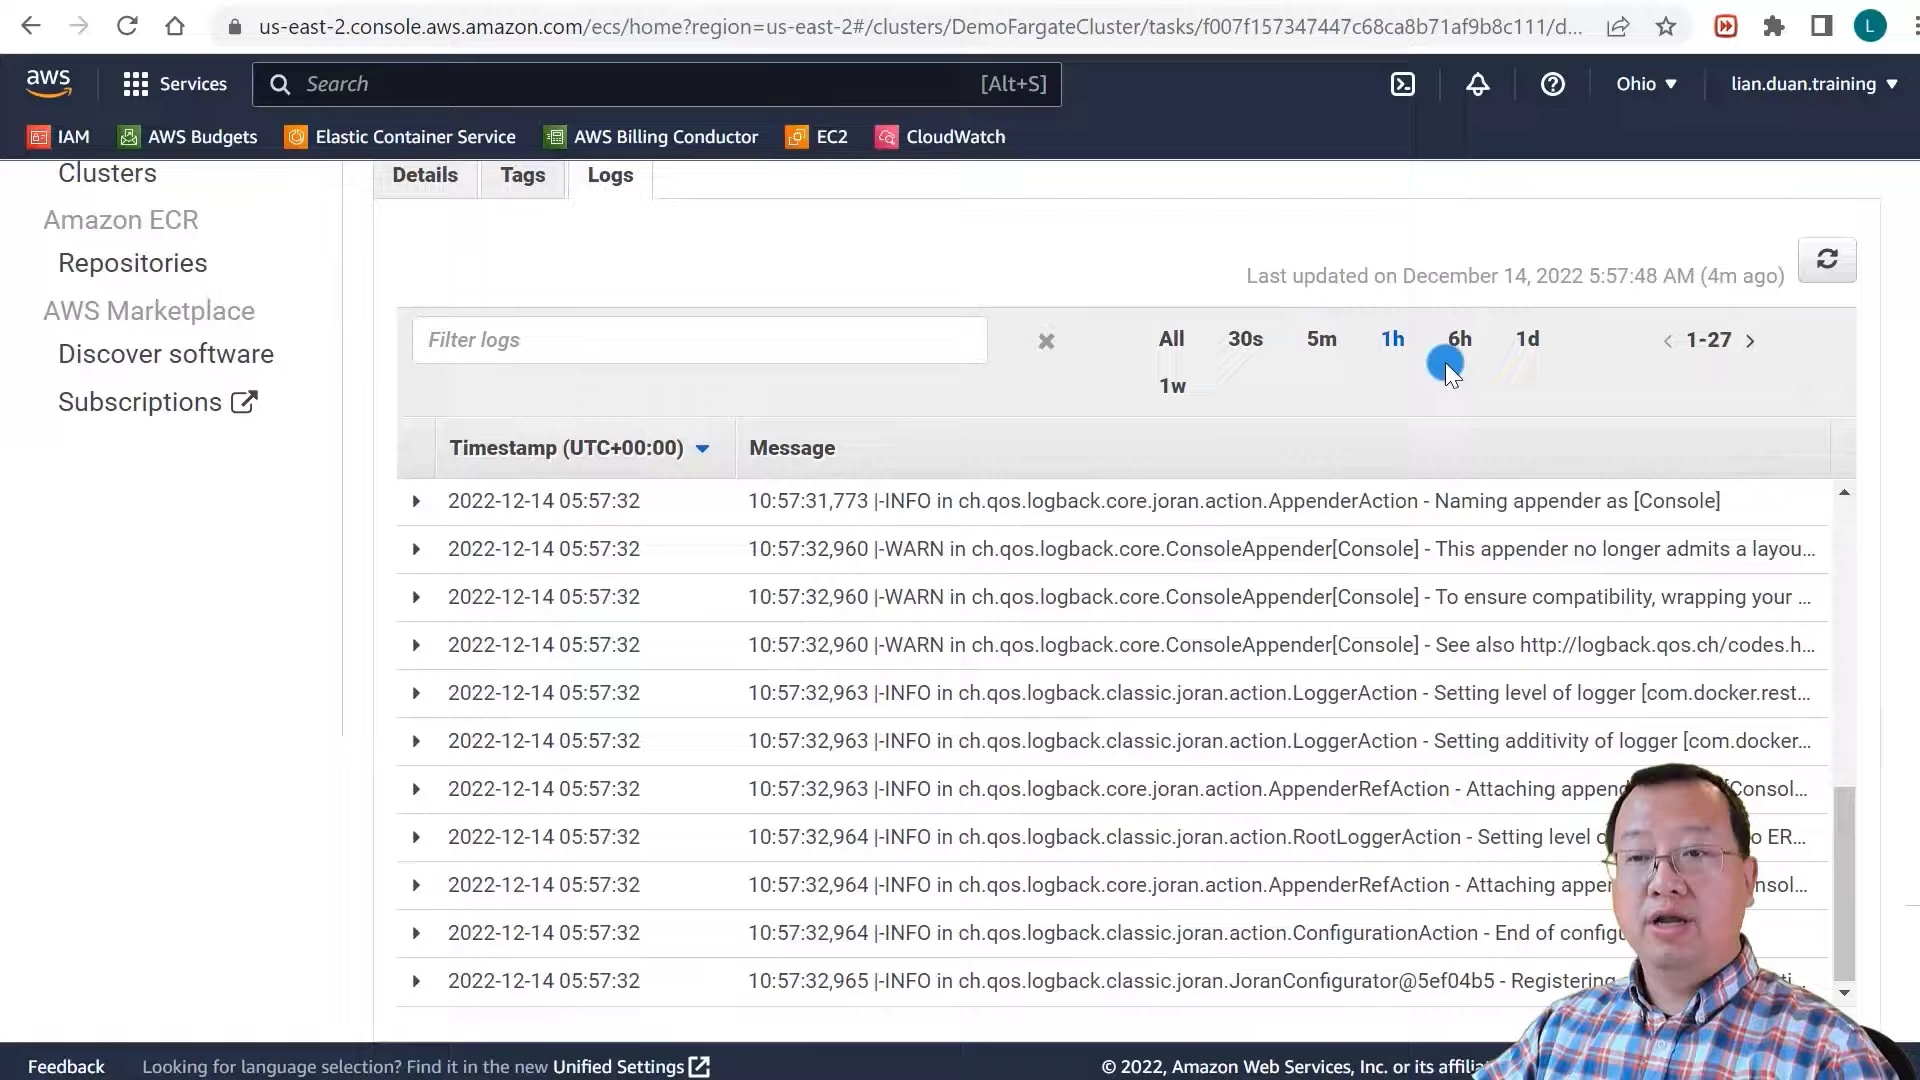 us-east-2.console.aws.amazon.com/ecs/home?region=us-east-2#/clusters/DemoFargateCluster/tasks/f007f157347447c68ca8b71af9b8c111/d...
L
aws
Services
Search
[Alt+S]
Ohio
lian.duan.training
IAM
AWS Budgets
Elastic Container Service
AWS Billing Conductor
EC2
CloudWatch
Clusters
Amazon ECR
Repositories
AWS Marketplace
Discover software
Subscriptions
Details
Tags
Logs
Last updated on December 14, 2022 5:57:48 AM (4m ago)
Filter logs
All 30s 5m 1h 6h 1d
1w
1-27
Timestamp (UTC+00:00) Message
2022-12-14 05:57:32 10:57:31,773 |-INFO in ch.qos.logback.core.joran.action.AppenderAction - Naming appender as [Console]
2022-12-14 05:57:32 10:57:32,960 |-WARN in ch.qos.logback.core.ConsoleAppender[Console] - This appender no longer admits a layou...
2022-12-14 05:57:32 10:57:32,960 |-WARN in ch.qos.logback.core.ConsoleAppender[Console] - To ensure compatibility, wrapping your ...
2022-12-14 05:57:32 10:57:32,960 |-WARN in ch.qos.logback.core.ConsoleAppender[Console] - See also http://logback.qos.ch/codes.h...
2022-12-14 05:57:32 10:57:32,963 |-INFO in ch.qos.logback.classic.joran.action.LoggerAction - Setting level of logger [com.docker.rest...
2022-12-14 05:57:32 10:57:32,963 |-INFO in ch.qos.logback.classic.joran.action.LoggerAction - Setting additivity of logger [com.docker...
2022-12-14 05:57:32 10:57:32,963 |-INFO in ch.qos.logback.core.joran.action.AppenderRefAction - Attaching append Consol...
2022-12-14 05:57:32 10:57:32,964 |-INFO in ch.qos.logback.classic.joran.action.RootLoggerAction - Setting level o ER...
2022-12-14 05:57:32 10:57:32,964 |-INFO in ch.qos.logback.core.joran.action.AppenderRefAction - Attaching apper nsol...
2022-12-14 05:57:32 10:57:32,964 |-INFO in ch.qos.logback.classic.joran.action.ConfigurationAction - End of configu
2022-12-14 05:57:32 10:57:32,965 |-INFO in ch.qos.logback.classic.joran.JoranConfigurator@5ef04b5 - Registering
Feedback
Looking for language selection? Find it in the new Unified Settings
© 2022, Amazon Web Services, Inc. or its affilia